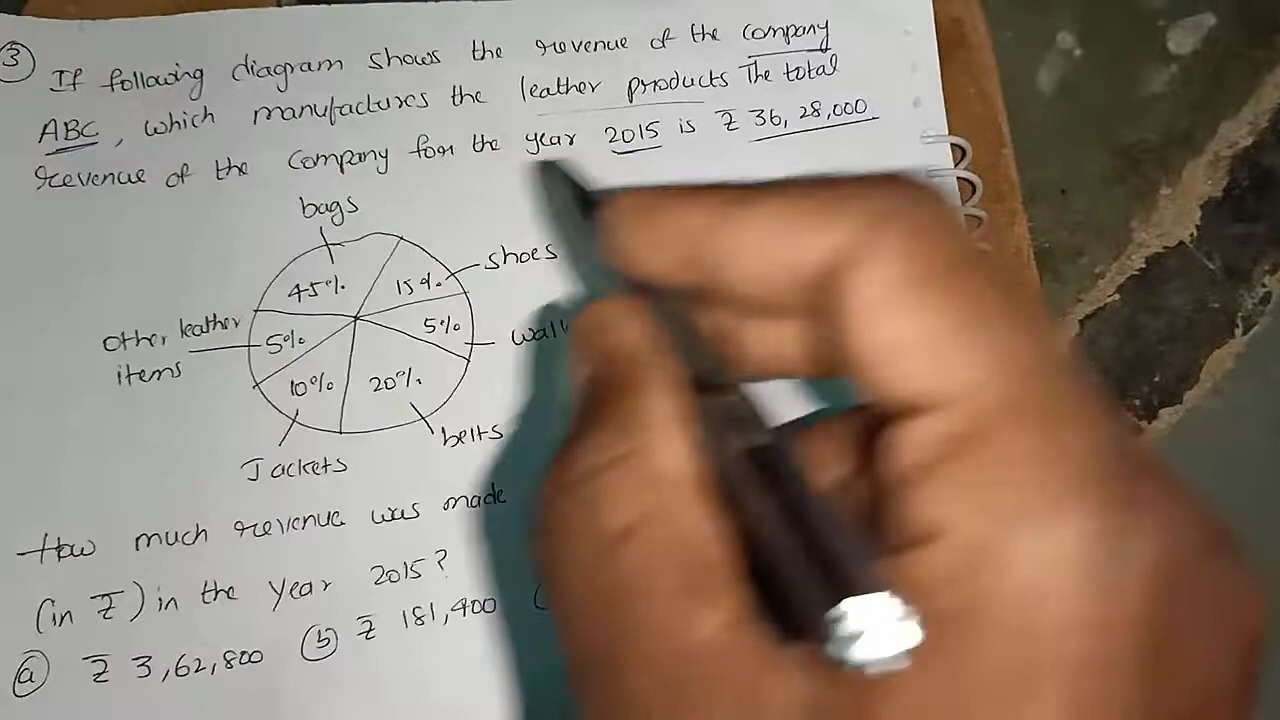 ③ If following diagram shows the revenue of the company
ABC, which manufactures the leather products The total
revenue of the company for the year 2015 is ₹ 36,28,000
bags
shoes
45%
15%
other leather
items
5%
5%
10%
20%
belts
Jackets
How much revenue was made
(in ₹) in the year 2015?
ⓐ ₹ 3,62,800 ⓑ ₹ 181,400 (